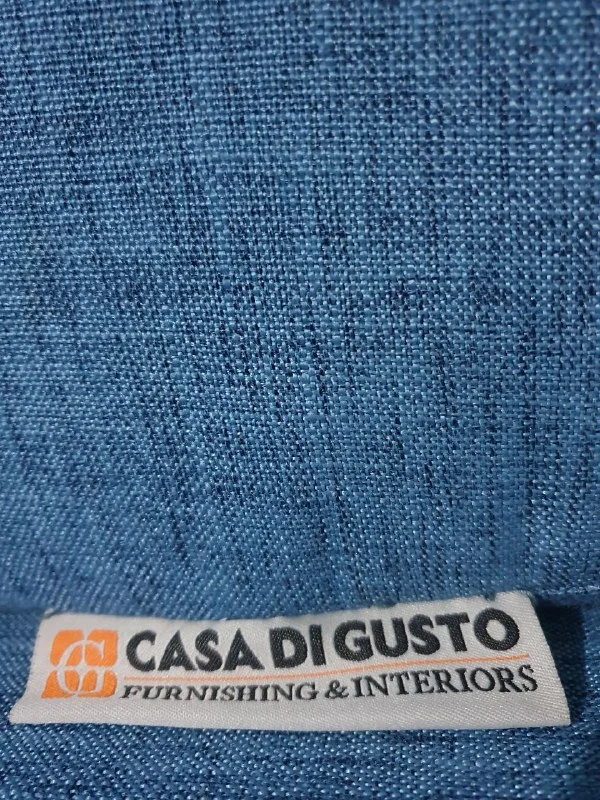 CASA DI GUSTO
FURNISHING & INTERIORS